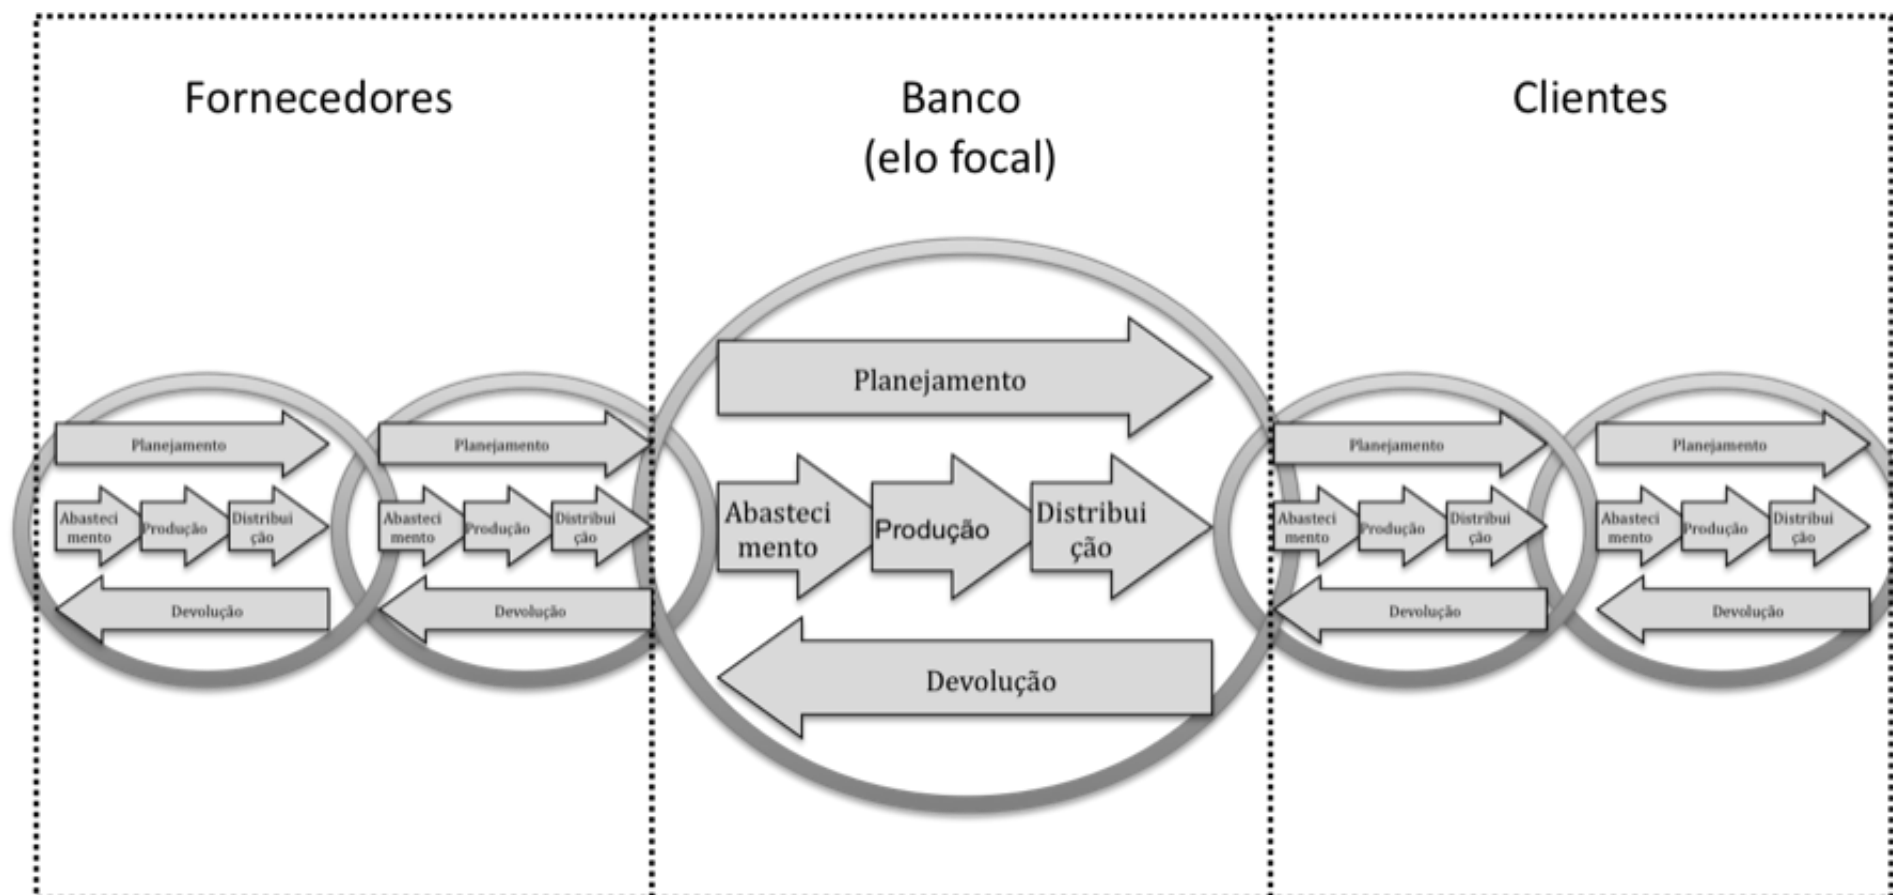 Fornecedores
Banco
(elo focal)
Clientes
Planejamento
Abasteci
mento
Produção
Distribui
ção
Devolução
Planejamento
Abasteci
mento
Produção
Distribui
ção
Devolução
Planejamento
Abasteci
mento
Produção
Distribui
ção
Devolução
Planejamento
Abasteci
mento
Produção
Distribui
ção
Devolução
Planejamento
Abasteci
mento
Produção
Distribui
ção
Devolução